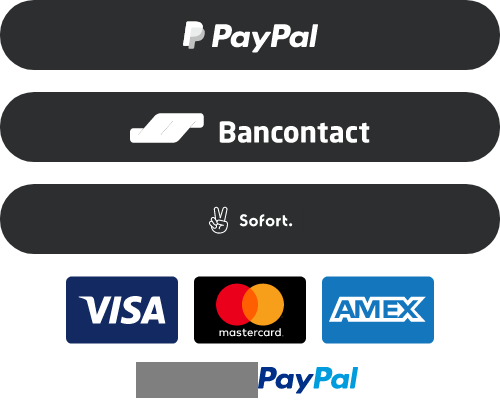 PayPal
Bancontact
Sofort.
VISA
mastercard.
AMEX
PayPal